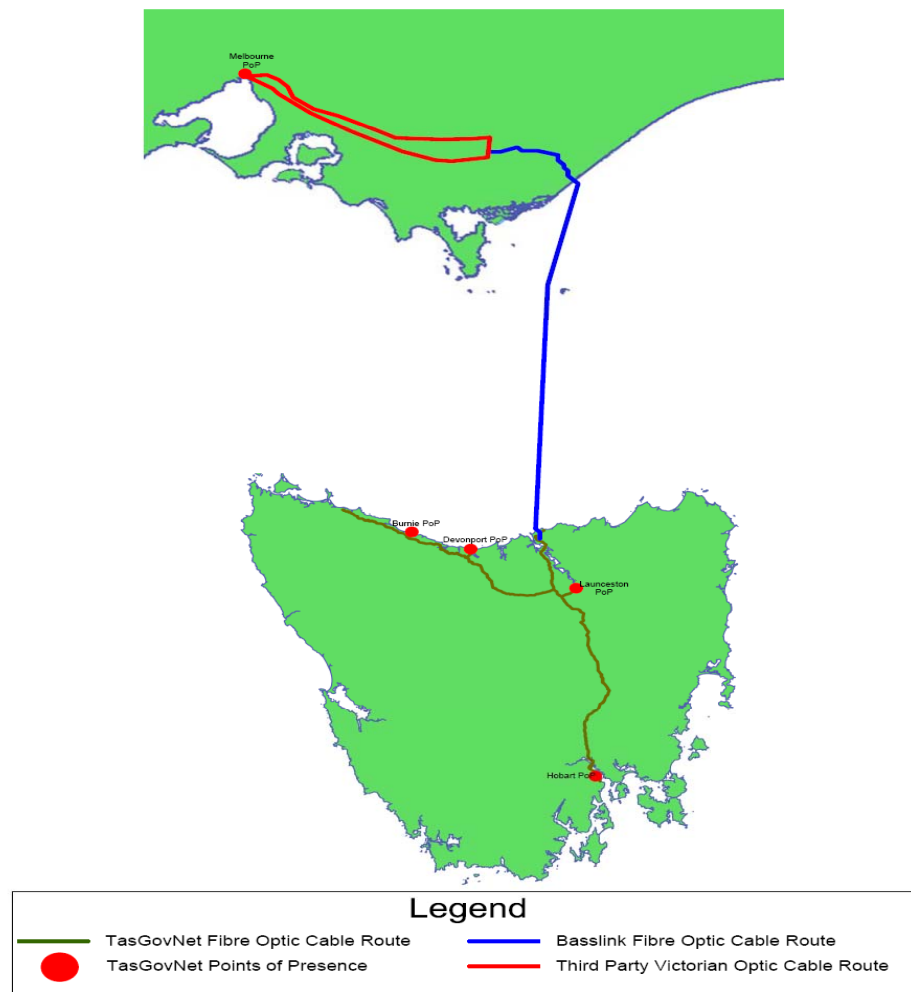 Melbourne
PoP
Burnie PoP
Devonport PoP
Launceston
PoP
Hobart PoP
Legend
TasGovNet Fibre Optic Cable Route
Basslink Fibre Optic Cable Route
TasGovNet Points of Presence
Third Party Victorian Optic Cable Route